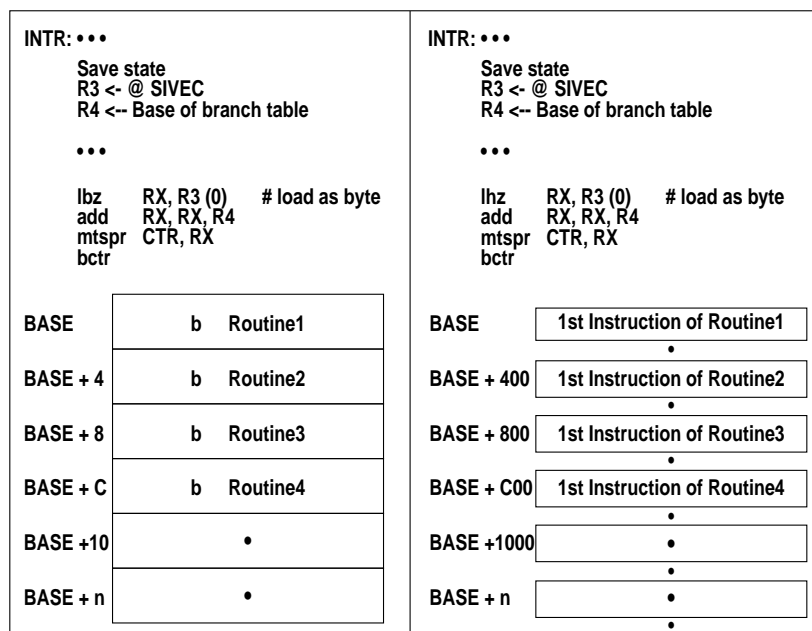 INTR: • • •
Save state
R3 <- @ SIVEC
R4 <-- Base of branch table
• • •
lbz RX, R3 (0) # load as byte
add RX, RX, R4
mtspr CTR, RX
bctr
BASE b Routine1
BASE + 4 b Routine2
BASE + 8 b Routine3
BASE + C b Routine4
BASE +10 •
BASE + n •
INTR: • • •
Save state
R3 <- @ SIVEC
R4 <-- Base of branch table
• • •
lhz RX, R3 (0) # load as byte
add RX, RX, R4
mtspr CTR, RX
bctr
BASE 1st Instruction of Routine1
•
BASE + 400 1st Instruction of Routine2
•
BASE + 800 1st Instruction of Routine3
•
BASE + C00 1st Instruction of Routine4
•
BASE +1000 •
•
BASE + n •
•